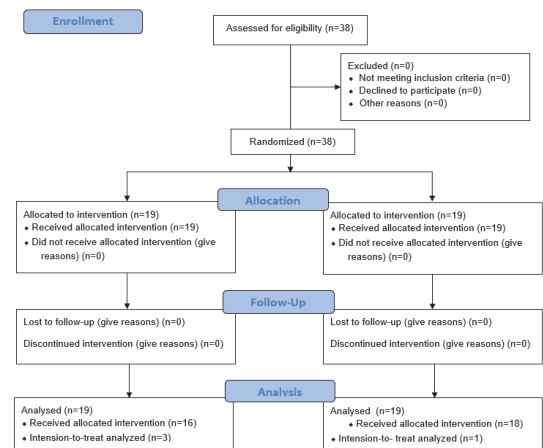 Enrollment
Assessed for eligibility (n=38)
Excluded (n=0)
⬥ Not meeting inclusion criteria (n=0)
⬥ Declined to participate (n=0)
⬥ Other reasons (n=0)
Randomized (n=38)
Allocation
Allocated to intervention (n=19)
⬥ Received allocated intervention (n=19)
⬥ Did not receive allocated intervention (give
reasons) (n=0)
Allocated to intervention (n=19)
⬥ Received allocated intervention (n=19)
⬥ Did not receive allocated intervention (give
reasons) (n=0)
Follow-Up
Lost to follow-up (give reasons) (n=0)
Discontinued intervention (give reasons) (n=0)
Lost to follow-up (give reasons) (n=0)
Discontinued intervention (give reasons) (n=0)
Analysis
Analysed (n=19)
⬥ Received allocated intervention (n=16)
⬥ Intension-to-treat analyzed (n=3)
Analysed (n=19)
⬥ Received allocated intervention (n=18)
⬥ Intension-to- treat analyzed (n=1)